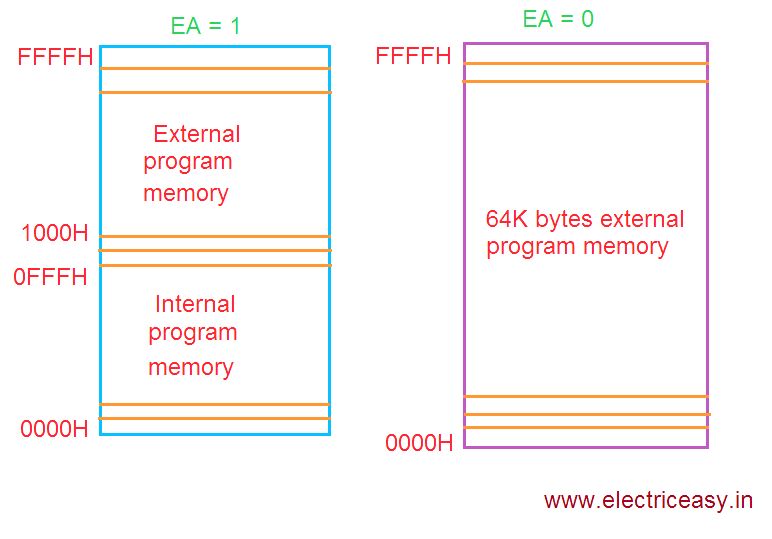 EA = 1
FFFFH
External
program
memory
1000H
0FFFH
Internal
program
memory
0000H
EA = 0
FFFFH
64K bytes external
program memory
0000H
www.electriceasy.in